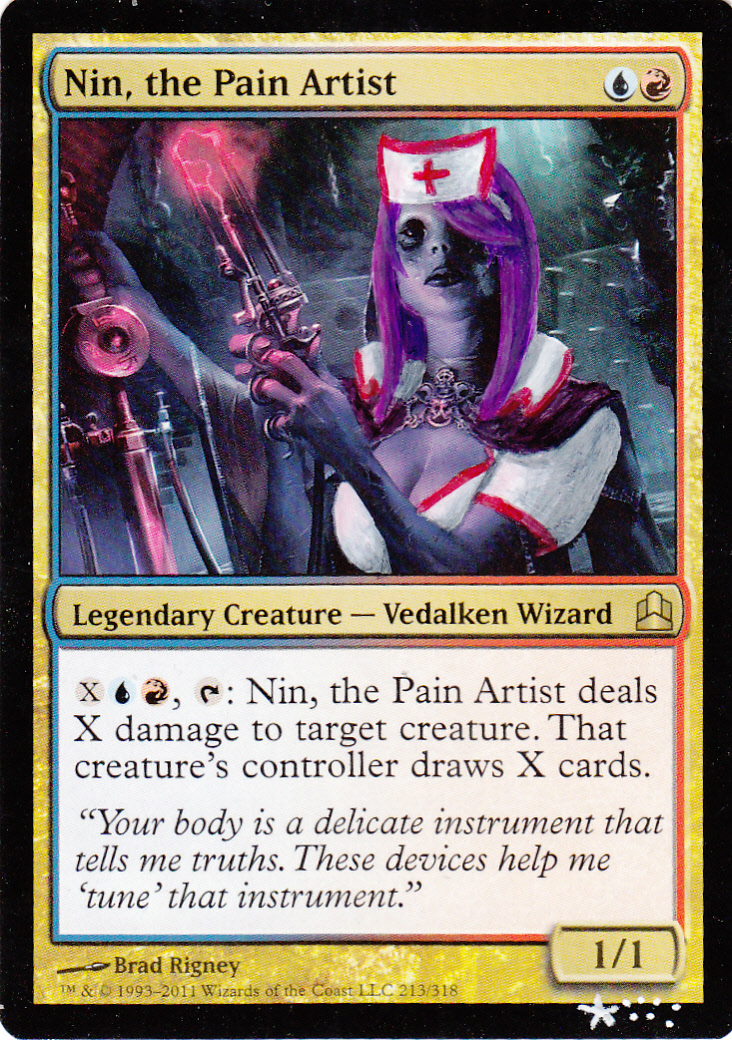 Nin, the Pain Artist
Legendary Creature — Vedalken Wizard
X, : Nin, the Pain Artist deals
X damage to target creature. That
creature's controller draws X cards.
“Your body is a delicate instrument that
tells me truths. These devices help me
‘tune’ that instrument.”
1/1
Brad Rigney
™ & © 1993–2011 Wizards of the Coast LLC 213/318